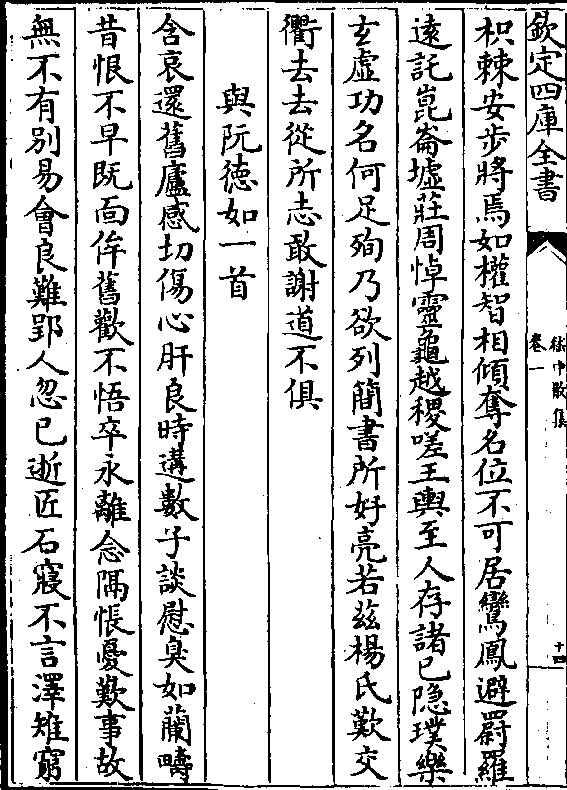 欽定四庫全書
嵇中散集
卷一
十四
枳棘安步將焉如權智相傾奪名位不可居鸞鳳避罻羅
遠託崑崙墟莊周悼靈龜越稷嗟王輿至人存諸己隐璞樂
玄虛功名何足殉乃欲列簡書所好亮若兹楊氏歎交
衢去去從所志敢謝道不俱
與阮徳如一首
含哀還舊廬感切傷心肝良時遘數子談慰臭如蘭疇
昔恨不早既面侔舊歡不悟卒永離念隔悵憂歎事故
無不有别易會良難郢人忽已逝匠石寢不言澤雉窮